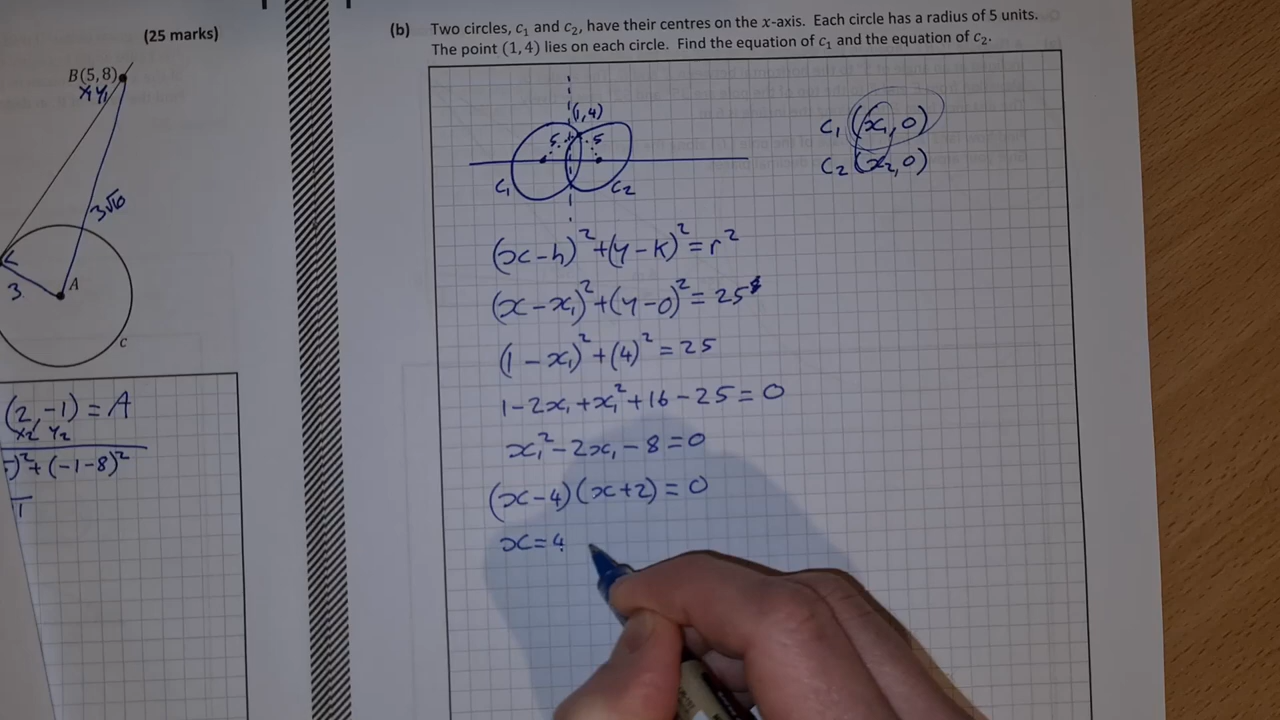 (25 marks)
B(5,8)
x₁ y₁
3√10
3
A
C
(2,-1) = A
x₂ y₂
)² + (-1-8)²
(b) Two circles, c₁ and c₂, have their centres on the x-axis. Each circle has a radius of 5 units.
The point (1, 4) lies on each circle. Find the equation of c₁ and the equation of c₂.
(1,4)
5 5
C₁ C₂
C₁ (x₁,0)
C₂ (x₂,0)
(x-h)² + (y-k)² = r²
(x-x₁)² + (y-0)² = 25
(1-x₁)² + (4)² = 25
1-2x₁+x₁²+16-25=0
x₁²-2x₁-8=0
(x-4)(x+2)=0
x=4